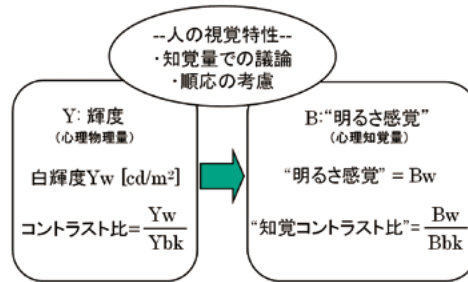 --人の視覚特性--
・知覚量での議論
・順応の考慮
Y: 輝度
(心理物理量)
白輝度Yw [cd/m²]
コントラスト比=Yw/Ybk
B:“明るさ感覚”
(心理知覚量)
“明るさ感覚” = Bw
“知覚コントラスト比”=Bw/Bbk